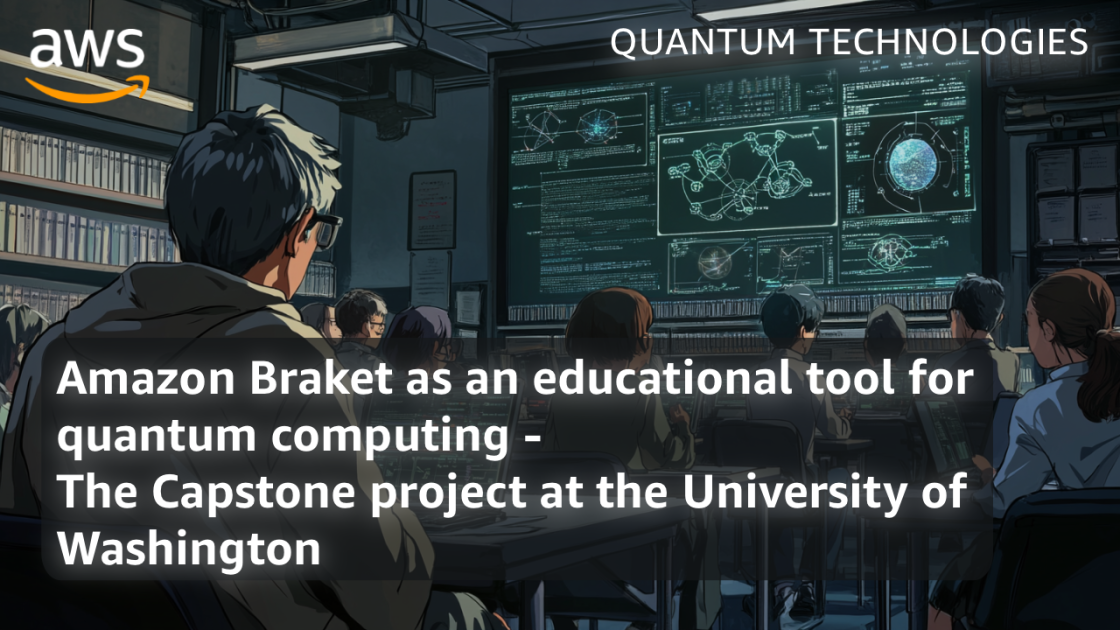 aws
QUANTUM TECHNOLOGIES
Amazon Braket as an educational tool for
quantum computing -
The Capstone project at the University of
Washington